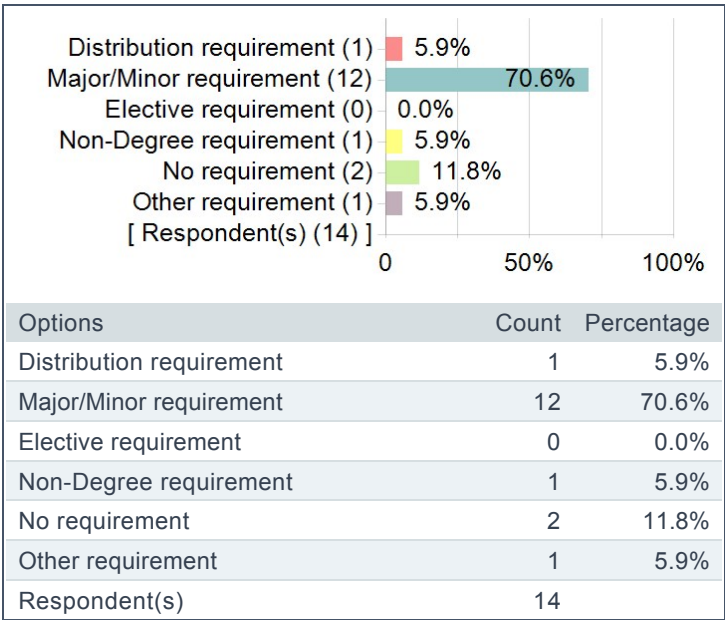 Distribution requirement (1) 5.9%
Major/Minor requirement (12) 70.6%
Elective requirement (0) 0.0%
Non-Degree requirement (1) 5.9%
No requirement (2) 11.8%
Other requirement (1) 5.9%
[ Respondent(s) (14) ]
0 50% 100%
Options Count Percentage
Distribution requirement 1 5.9%
Major/Minor requirement 12 70.6%
Elective requirement 0 0.0%
Non-Degree requirement 1 5.9%
No requirement 2 11.8%
Other requirement 1 5.9%
Respondent(s) 14